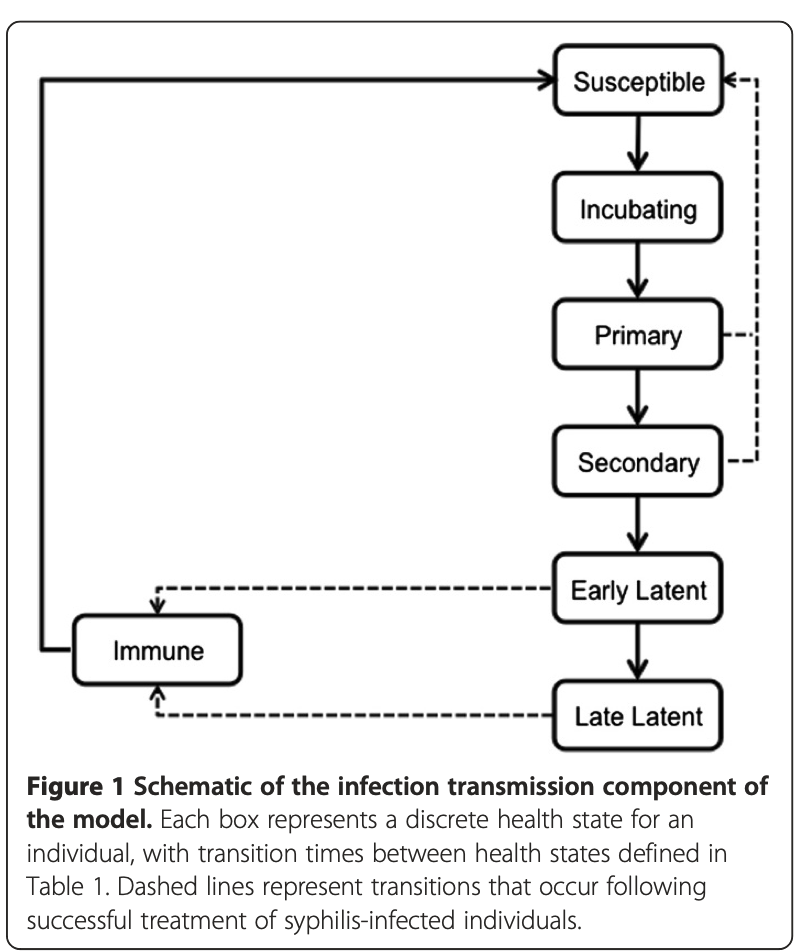 Susceptible
Incubating
Primary
Secondary
Early Latent
Immune
Late Latent
Figure 1 Schematic of the infection transmission component of
the model. Each box represents a discrete health state for an
individual, with transition times between health states defined in
Table 1. Dashed lines represent transitions that occur following
successful treatment of syphilis-infected individuals.